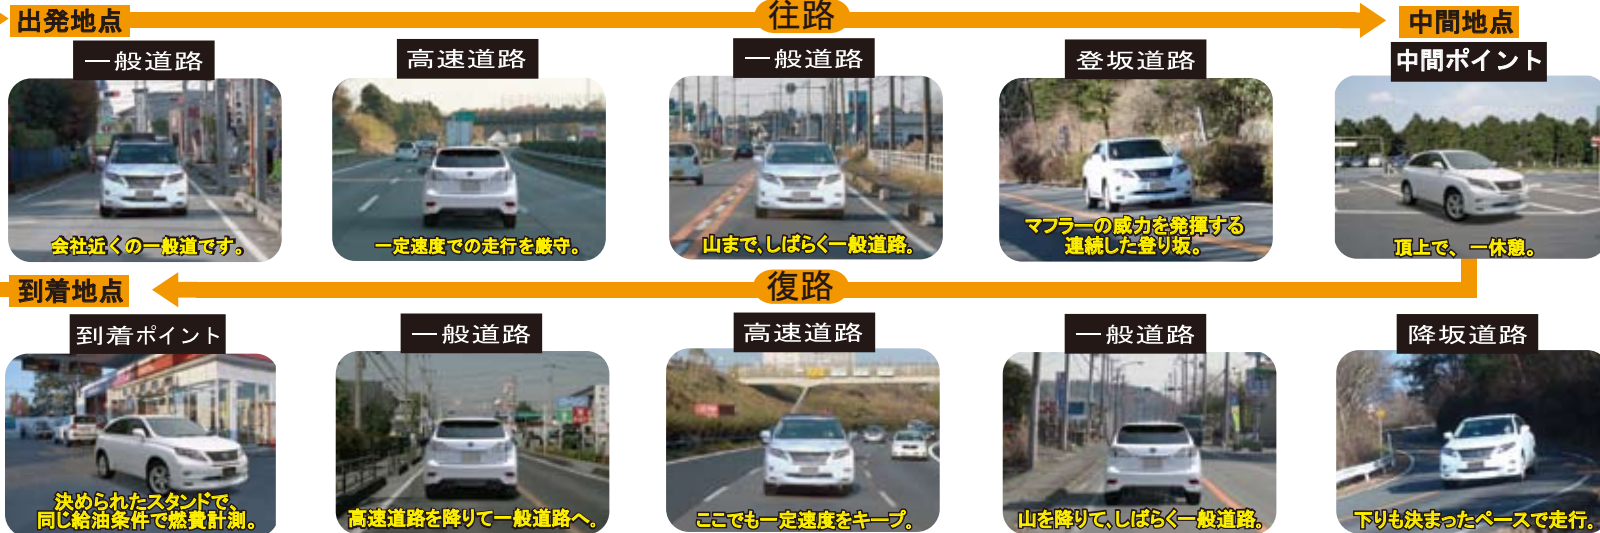 出発地点
往路
中間地点
一般道路
高速道路
一般道路
登坂道路
中間ポイント
会社近くの一般道です。
一定速度での走行を厳守。
山まで、しばらく一般道路。
マフラーの威力を発揮する
連続した登り坂。
頂上で、一休憩。
到着地点
復路
到着ポイント
一般道路
高速道路
一般道路
降坂道路
決められたスタンドで、
同じ給油条件で燃費計測。
高速道路を降りて一般道路へ。
ここでも一定速度をキープ。
山を降りて、しばらく一般道路。
下りも決まったペースで走行。